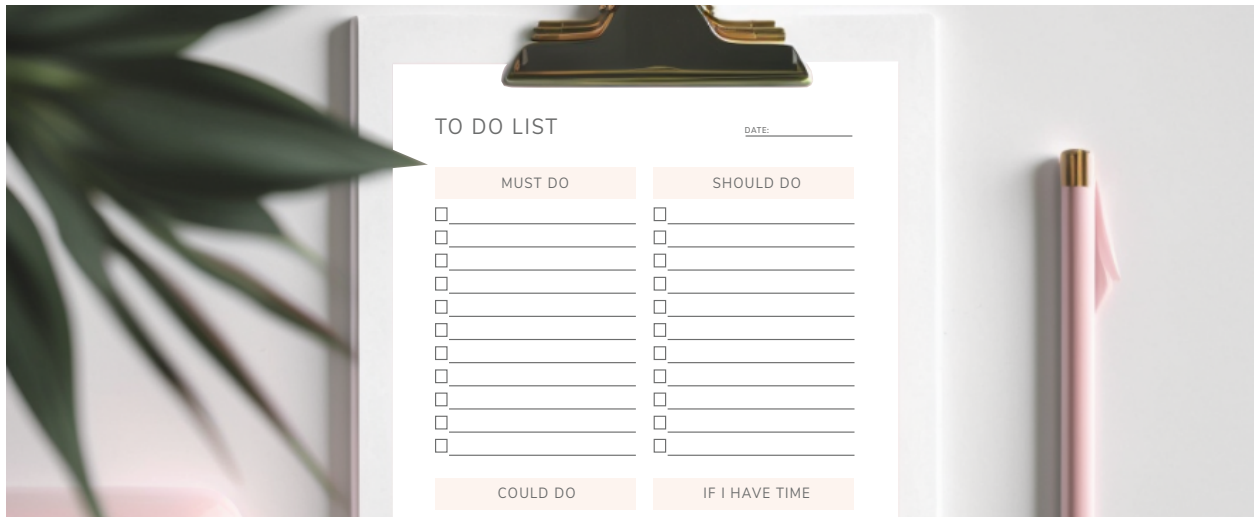 TO DO LIST
DATE:
MUST DO
SHOULD DO
COULD DO
IF I HAVE TIME